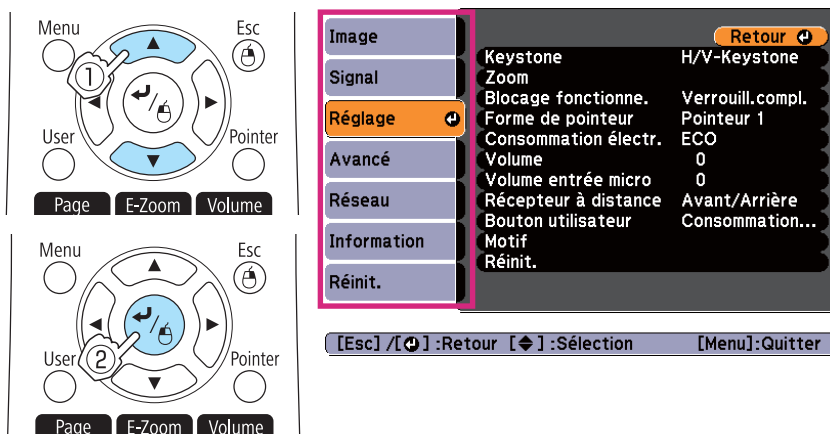 Menu
Esc
1
User
Pointer
Page E-Zoom Volume
Menu
Esc
2
User
Pointer
Page E-Zoom Volume
Image
Signal
Réglage
Avancé
Réseau
Information
Réinit.
Retour
Keystone H/V-Keystone
Zoom
Blocage fonctionne. Verrouill.compl.
Forme de pointeur Pointeur 1
Consommation électr. ECO
Volume 0
Volume entrée micro 0
Récepteur à distance Avant/Arrière
Bouton utilisateur Consommation...
Motif
Réinit.
[Esc] /[ ] :Retour [ ] :Sélection [Menu]:Quitter